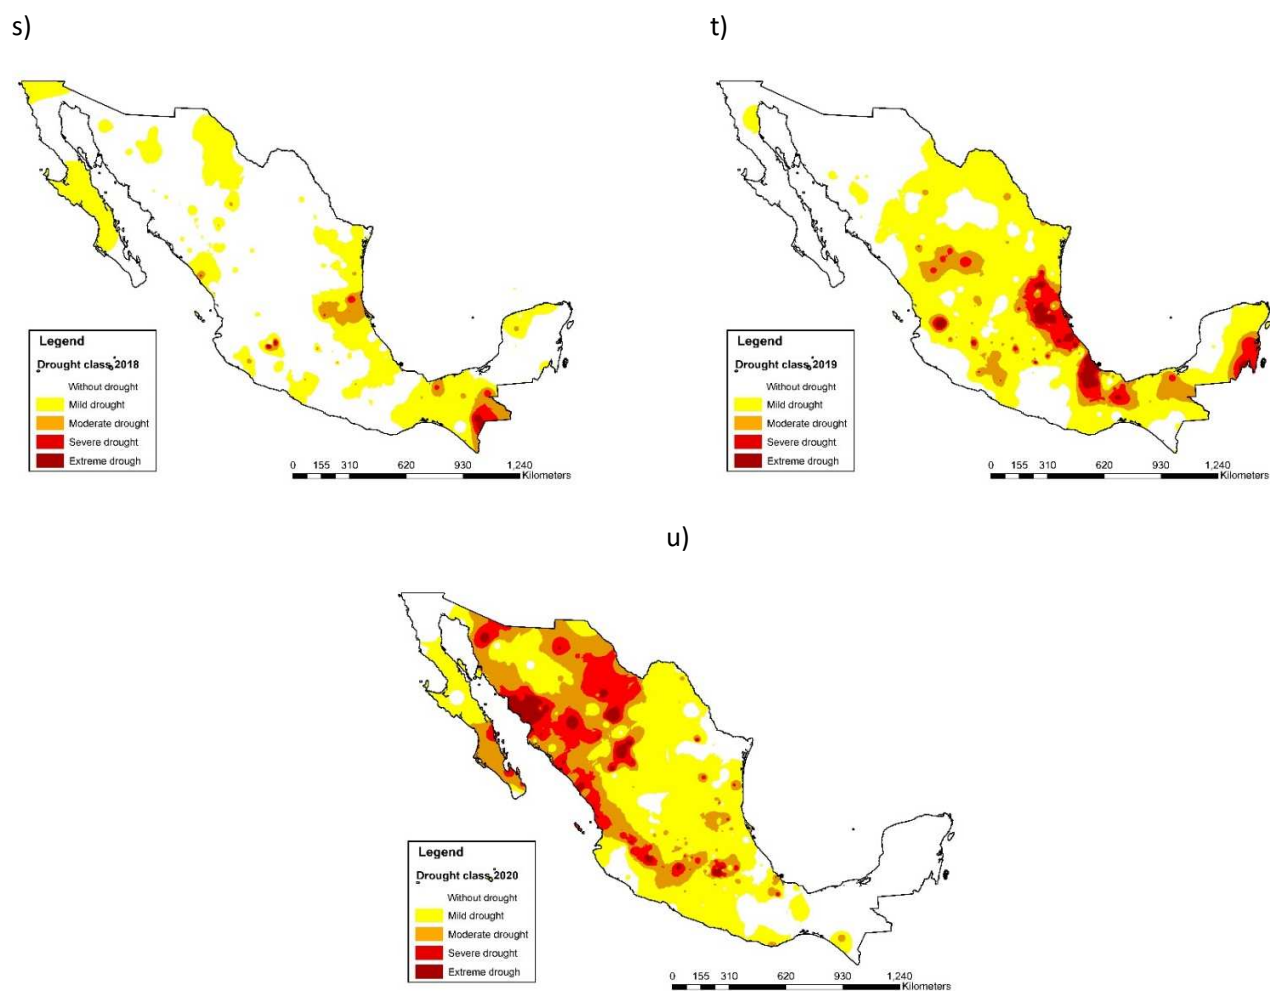 s)
t)
Legend
Drought class 2018
Without drought
Mild drought
Moderate drought
Severe drought
Extreme drough
0 155 310 620 930 1,240
Kilometers
Legend
Drought class 2019
Without drought
Mild drought
Moderate drought
Severe drought
Extreme drough
0 155 310 620 930 1,240
Kilometers
u)
Legend
Drought class 2020
Without drought
Mild drought
Moderate drought
Severe drought
Extreme drough
0 155 310 620 930 1,240
Kilometers